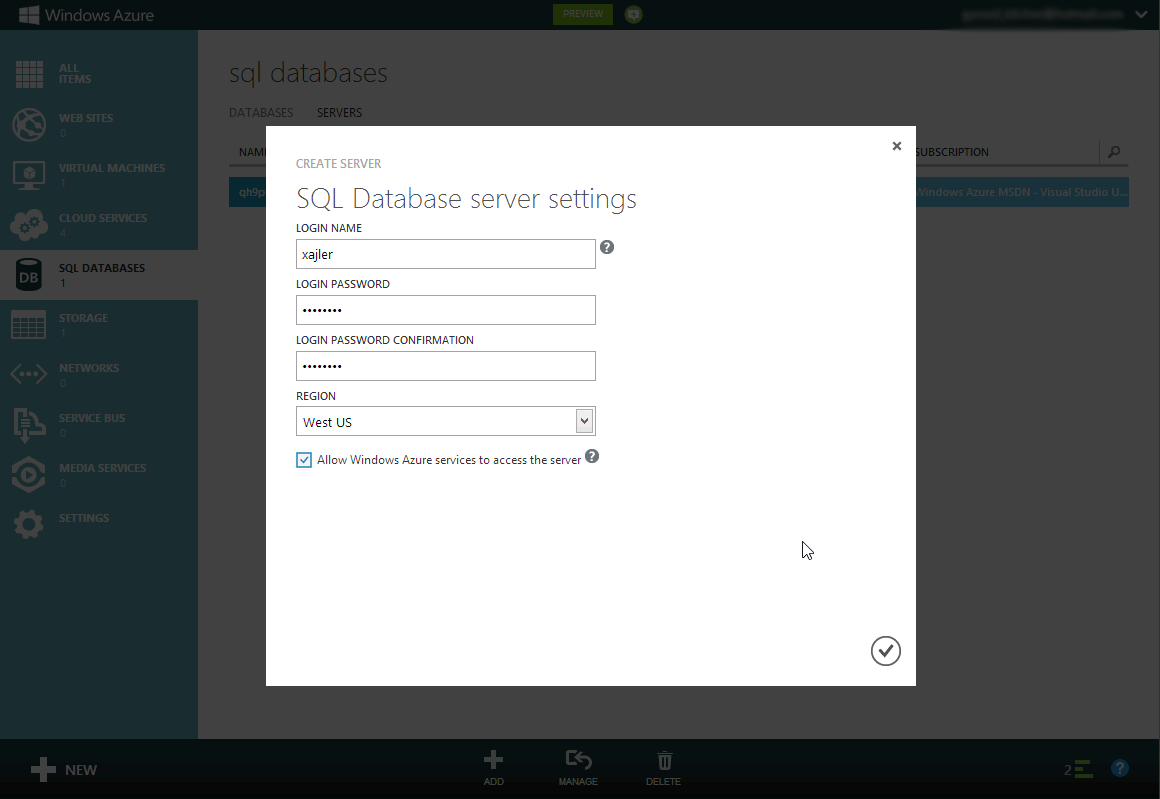 Windows Azure
PREVIEW
ALL
ITEMS
WEB SITES
0
VIRTUAL MACHINES
1
CLOUD SERVICES
4
DB
SQL DATABASES
1
STORAGE
1
NETWORKS
0
SERVICE BUS
0
MEDIA SERVICES
0
SETTINGS
sql databases
DATABASES SERVERS
NAME
SUBSCRIPTION
qh9p
Windows Azure MSDN - Visual Studio U...
CREATE SERVER
SQL Database server settings
LOGIN NAME
xajler
?
LOGIN PASSWORD
••••••••
LOGIN PASSWORD CONFIRMATION
••••••••
REGION
West US
Allow Windows Azure services to access the server
?
NEW
ADD
MANAGE
DELETE
2
?